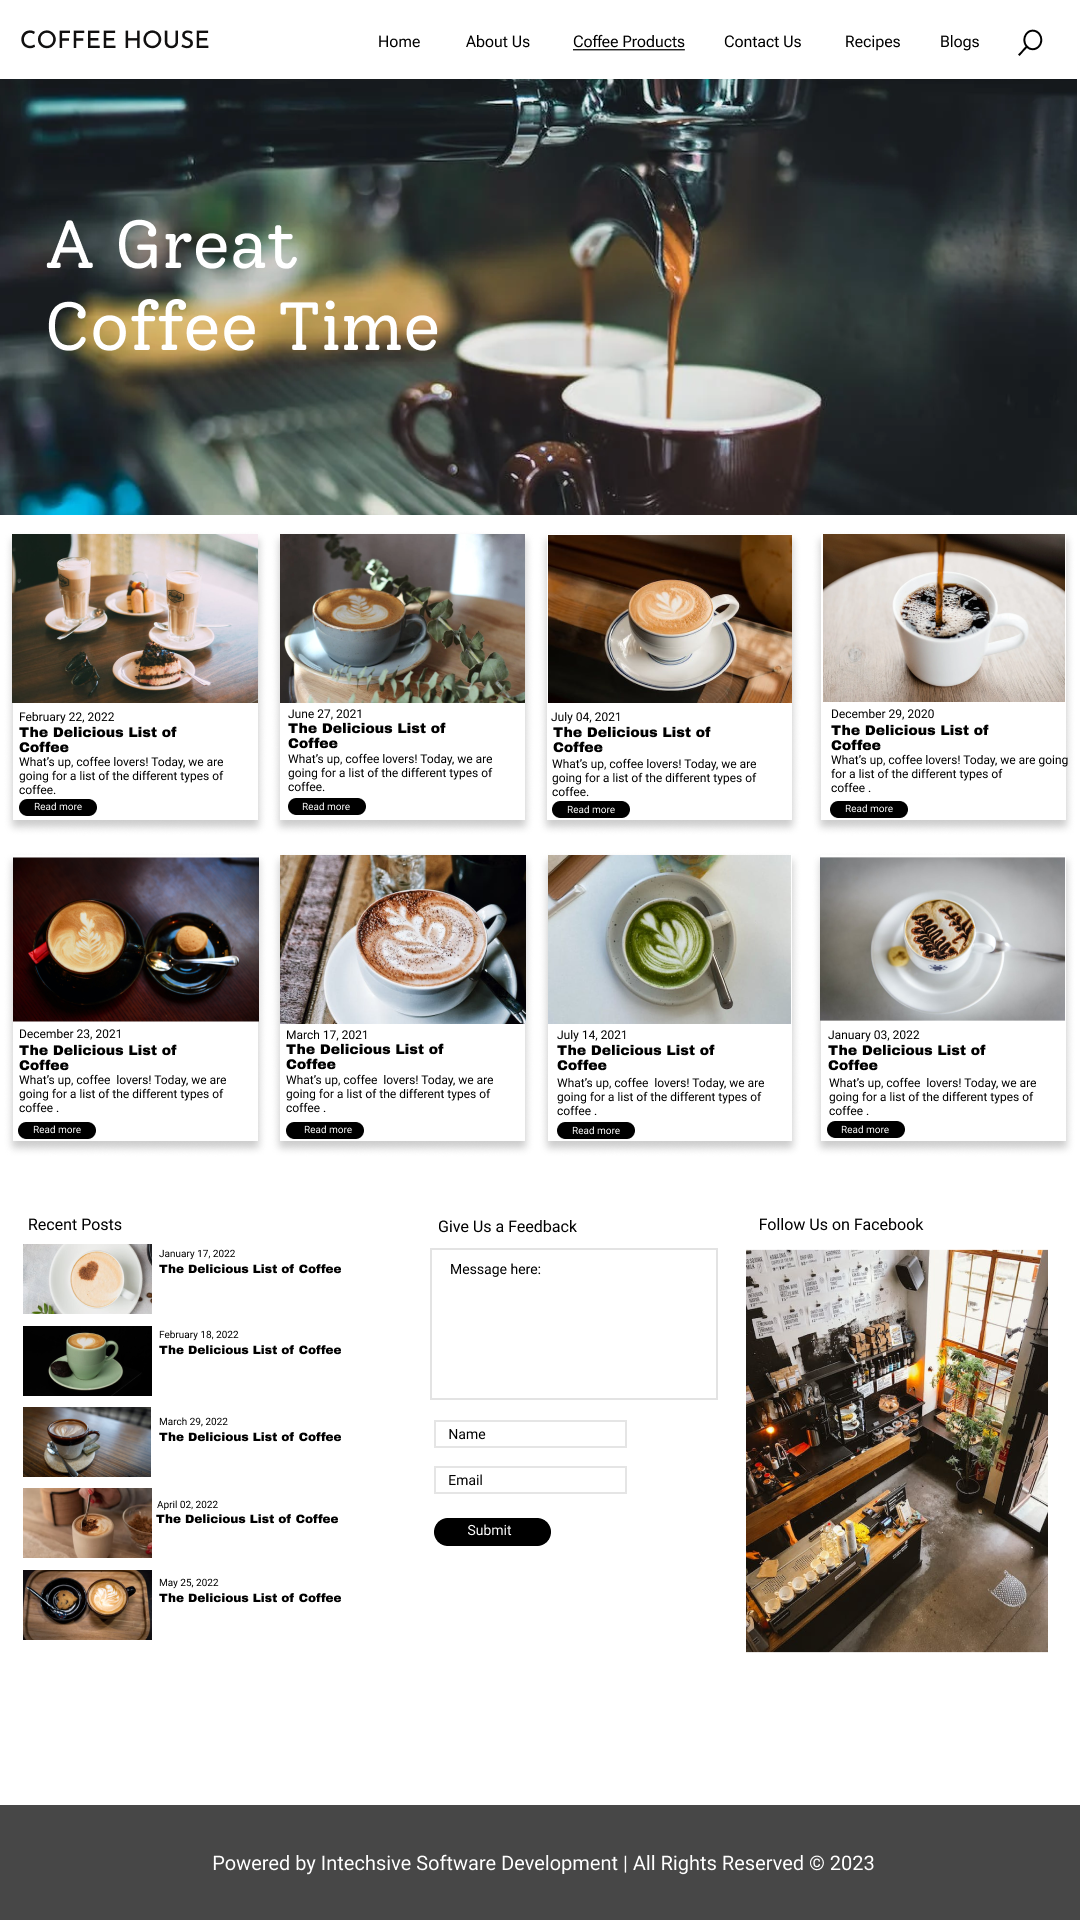 COFFEE HOUSE
Home
About Us
Coffee Products
Contact Us
Recipes
Blogs
A Great
Coffee Time
February 22, 2022
The Delicious List of
Coffee
What's up, coffee lovers! Today, we are
going for a list of the different types of
coffee.
Read more
June 27, 2021
The Delicious List of
Coffee
What's up, coffee lovers! Today, we are
going for a list of the different types of
coffee.
Read more
July 04, 2021
The Delicious List of
Coffee
What's up, coffee lovers! Today, we are
going for a list of the different types of
coffee.
Read more
December 29, 2020
The Delicious List of
Coffee
What's up, coffee lovers! Today, we are going
for a list of the different types of
coffee .
Read more
December 23, 2021
The Delicious List of
Coffee
What's up, coffee  lovers! Today, we are
going for a list of the different types of
coffee .
Read more
March 17, 2021
The Delicious List of
Coffee
What's up, coffee  lovers! Today, we are
going for a list of the different types of
coffee .
Read more
July 14, 2021
The Delicious List of
Coffee
What's up, coffee  lovers! Today, we are
going for a list of the different types of
coffee .
Read more
January 03, 2022
The Delicious List of
Coffee
What's up, coffee  lovers! Today, we are
going for a list of the different types of
coffee .
Read more
Recent Posts
January 17, 2022
The Delicious List of Coffee
February 18, 2022
The Delicious List of Coffee
March 29, 2022
The Delicious List of Coffee
April 02, 2022
The Delicious List of Coffee
May 25, 2022
The Delicious List of Coffee
Give Us a Feedback
Message here:
Name
Email
Submit
Follow Us on Facebook
Powered by Intechsive Software Development | All Rights Reserved © 2023